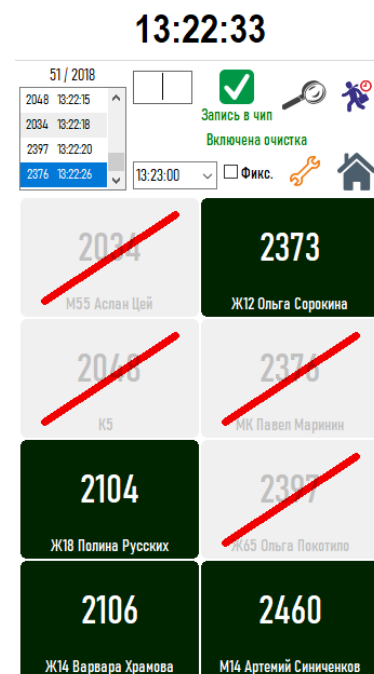 13:22:33
51 / 2018
2048 13:22:15
2034 13:22:18
2397 13:22:20
2376 13:22:26
Запись в чип
Включена очистка
13:23:00
Фикс.
2034
М55 Аслан Цей
2373
Ж12 Ольга Сорокина
2048
К5
2376
МК Павел Маринин
2104
Ж18 Полина Русских
2397
Ж65 Ольга Покотило
2106
Ж14 Варвара Храмова
2460
М14 Артемий Синиченков